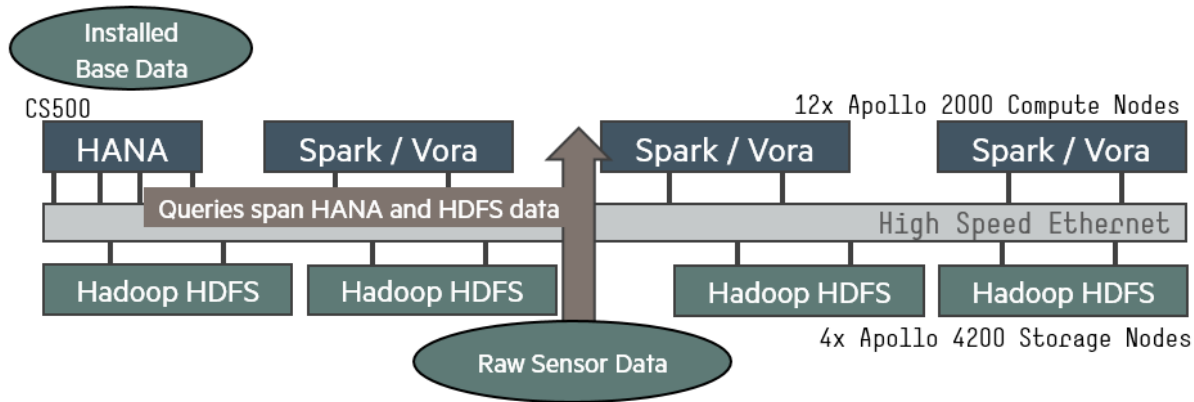 Installed
Base Data
CS500
12x Apollo 2000 Compute Nodes
HANA
Spark / Vora
Spark / Vora
Spark / Vora
Queries span HANA and HDFS data
High Speed Ethernet
Hadoop HDFS
Hadoop HDFS
Hadoop HDFS
Hadoop HDFS
4x Apollo 4200 Storage Nodes
Raw Sensor Data